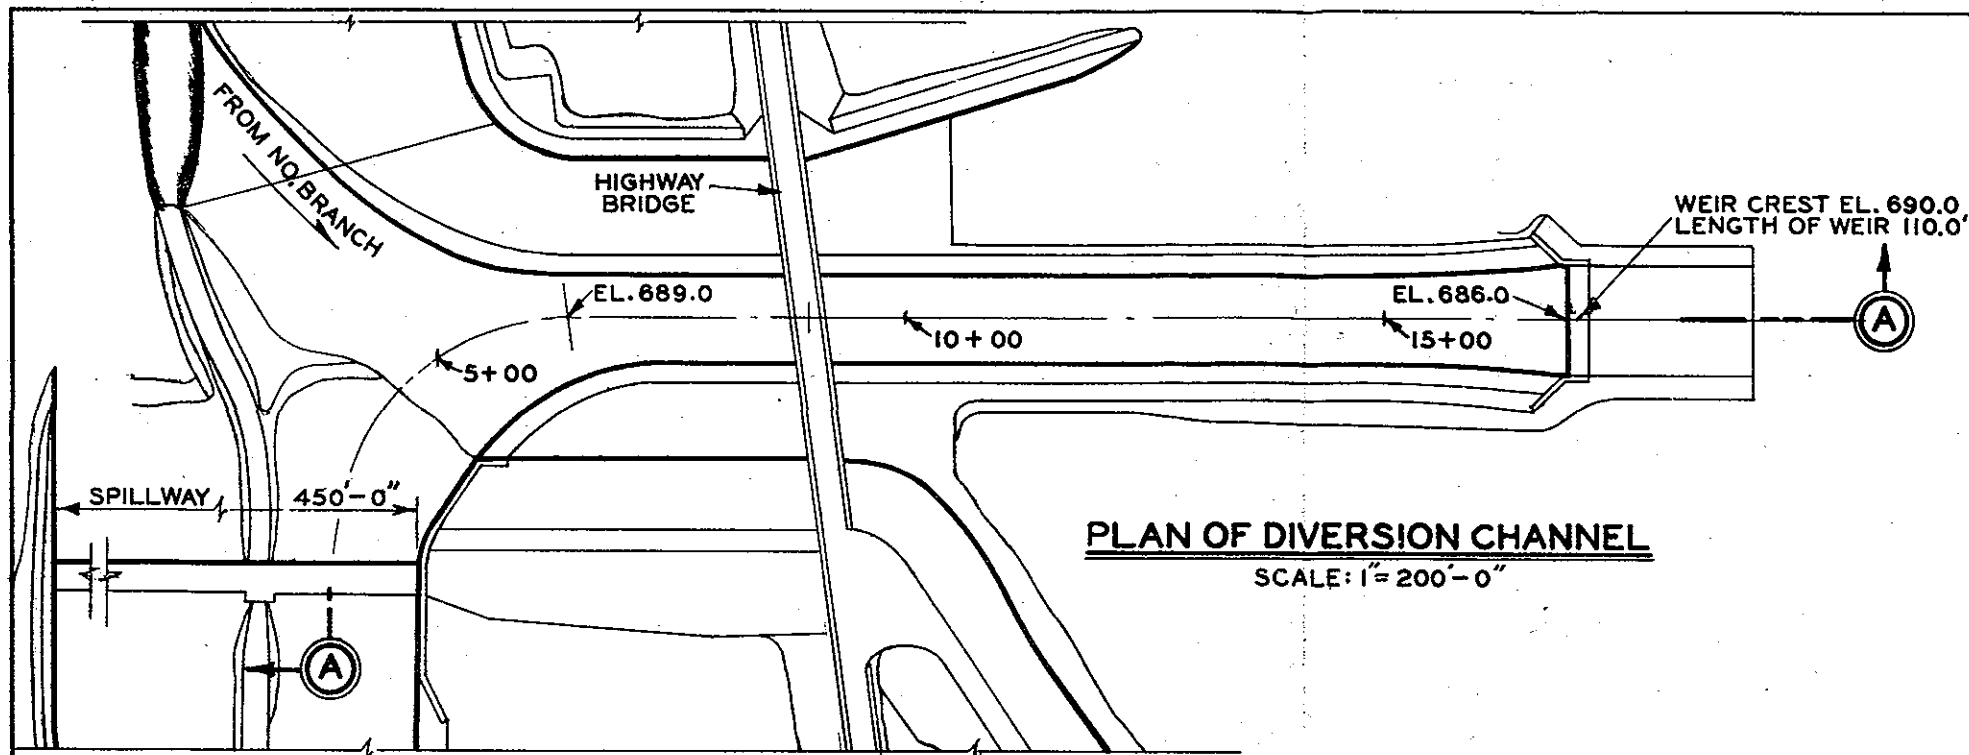 FROM NO. BRANCH
HIGHWAY
BRIDGE
WEIR CREST EL. 690.0
LENGTH OF WEIR 110.0'
EL. 689.0
EL. 686.0
A
10+00
15+00
5+00
SPILLWAY
450'-0"
PLAN OF DIVERSION CHANNEL
SCALE: 1"=200'-0"
A